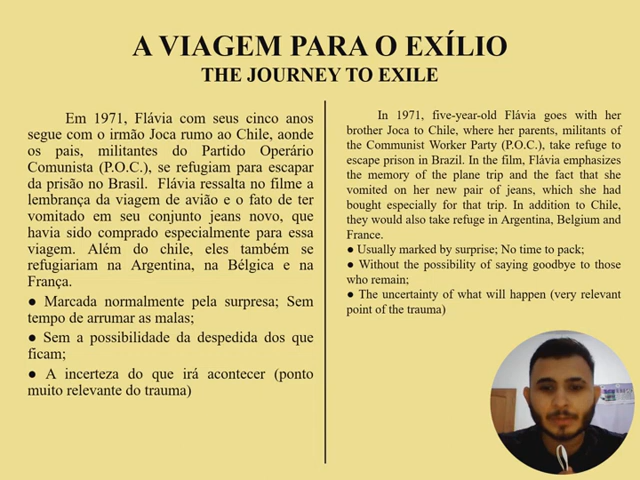 A VIAGEM PARA O EXÍLIO
THE JOURNEY TO EXILE
Em 1971, Flávia com seus cinco anos
segue com o irmão Joca rumo ao Chile, aonde
os pais, militantes do Partido Operário
Comunista (P.O.C.), se refugiam para escapar
da prisão no Brasil. Flávia ressalta no filme a
lembrança da viagem de avião e o fato de ter
vomitado em seu conjunto jeans novo, que
havia sido comprado especialmente para essa
viagem. Além do chile, eles também se
refugiariam na Argentina, na Bélgica e na
França.
● Marcada normalmente pela surpresa; Sem
tempo de arrumar as malas;
● Sem a possibilidade da despedida dos que
ficam;
● A incerteza do que irá acontecer (ponto
muito relevante do trauma)
In 1971, five-year-old Flávia goes with her
brother Joca to Chile, where her parents, militants of
the Communist Worker Party (P.O.C.), take refuge to
escape prison in Brazil. In the film, Flávia emphasizes
the memory of the plane trip and the fact that she
vomited on her new pair of jeans, which she had
bought especially for that trip. In addition to Chile,
they would also take refuge in Argentina, Belgium and
France.
● Usually marked by surprise; No time to pack;
● Without the possibility of saying goodbye to those
who remain;
● The uncertainty of what will happen (very relevant
point of the trauma)